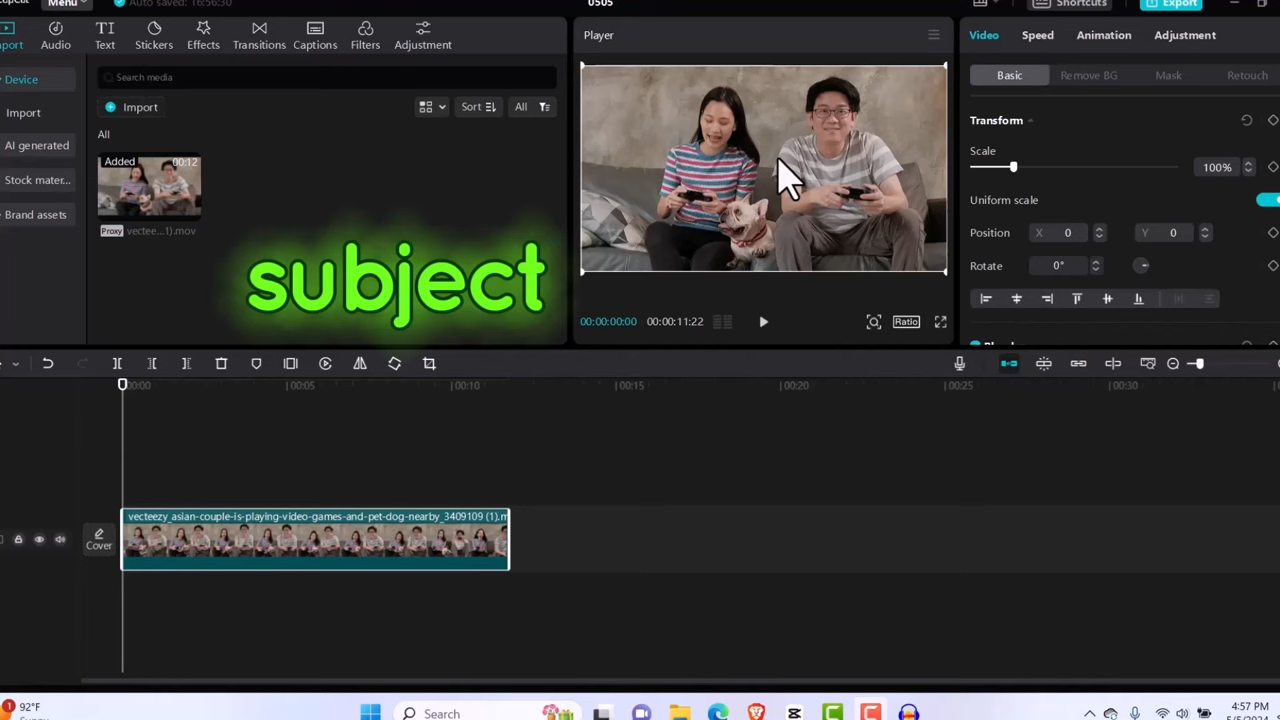 Menu
Auto saved: 16:56:30
0505
Shortcuts
Export
Audio
Text
Stickers
Effects
Transitions
Captions
Filters
Adjustment
Player
Video
Speed
Animation
Adjustment
Device
Search media
Basic
Remove BG
Mask
Retouch
Import
Import
Sort
All
AI generated
All
Transform
Scale
100%
Added
00:12
Stock mater...
Brand assets
Uniform scale
Proxy
vectee...1).mov
Position
X
0
Y
0
Rotate
0°
subject
00:00:00:00
00:00:11:22
Ratio
00:00
00:05
00:10
00:15
00:20
00:25
00:30
vecteezy_asian-couple-is-playing-video-games-and-pet-dog-nearby_3409109 (1).m
Cover
92°F
Search
4:57 PM